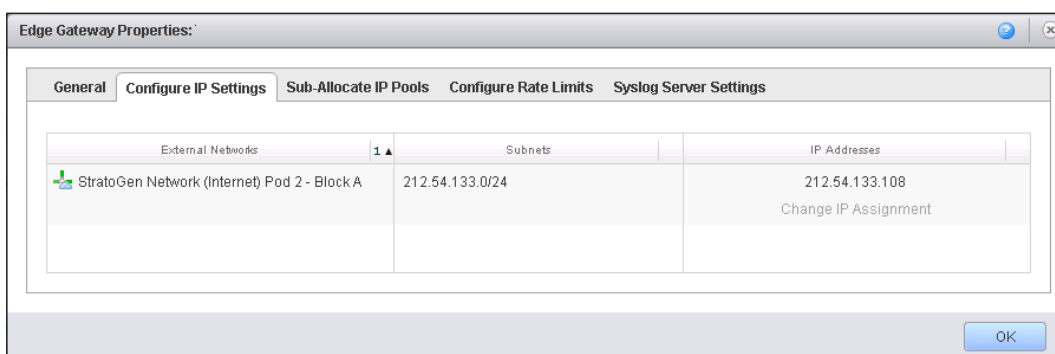 Edge Gateway Properties:
General Configure IP Settings Sub-Allocate IP Pools Configure Rate Limits Syslog Server Settings
External Networks 1▲ Subnets IP Addresses
StratoGen Network (Internet) Pod 2 - Block A 212.54.133.0/24 212.54.133.108
Change IP Assignment
OK